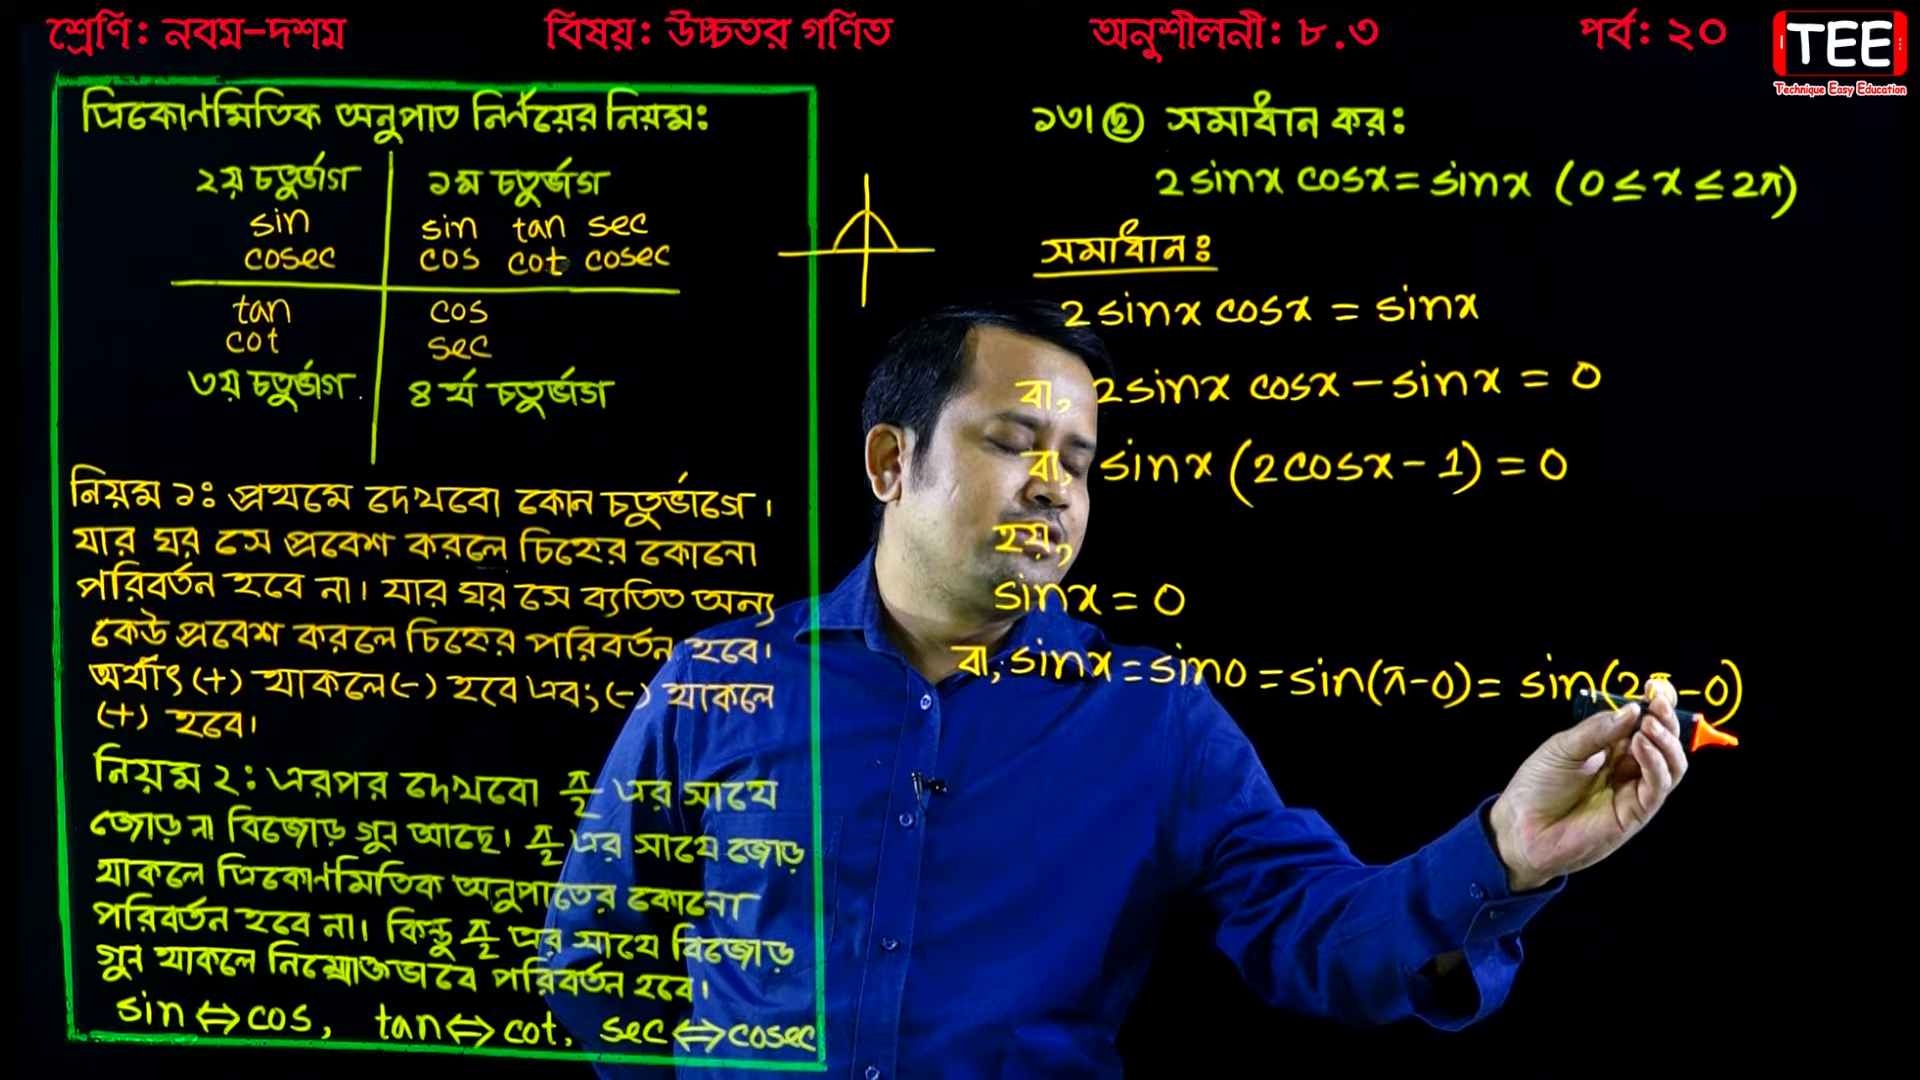 শ্রেণি: নবম-দশম
বিষয়: উচ্চতর গণিত
অনুশীলনী: ৮.৩
পর্ব: ২০
TEE
Technique Easy Education
ত্রিকোণমিতিক অনুপাত নির্ণয়ের নিয়ম:
২য় চতুর্ভাগ
sin
cosec
১ম চতুর্ভাগ
sin tan sec
cos cot cosec
tan
cot
৩য় চতুর্ভাগ
cos
sec
৪র্থ চতুর্ভাগ
নিয়ম ১: প্রথমে দেখবো কোন চতুর্ভাগে।
যার ঘর সে প্রবেশ করলে চিহ্নের কোনো
পরিবর্তন হবে না। যার ঘর সে ব্যতিত অন্য
কেউ প্রবেশ করলে চিহ্নের পরিবর্তন হবে।
অর্থাৎ (+) থাকলে (-) হবে এবং (-) থাকলে
(+) হবে।
নিয়ম ২: এরপর দেখবো π/2 এর সাথে
জোড় না বিজোড় গুন আছে। π/2 এর সাথে জোড়
থাকলে ত্রিকোণমিতিক অনুপাতের কোনো
পরিবর্তন হবে না। কিন্তু π/2 এর সাথে বিজোড়
গুন থাকলে নিম্মোক্তভাবে পরিবর্তন হবে।
sin⇔cos, tan⇔cot, sec⇔cosec
১৩। ছ সমাধান কর:
2sinx cosx = sinx (0 ≤ x ≤ 2π)
সমাধান:
2sinx cosx = sinx
বা, 2sinx cosx - sinx = 0
বা, sinx (2cosx - 1) = 0
হয়,
sinx = 0
বা, sinx = sin0 = sin(π-0) = sin(2π-0)